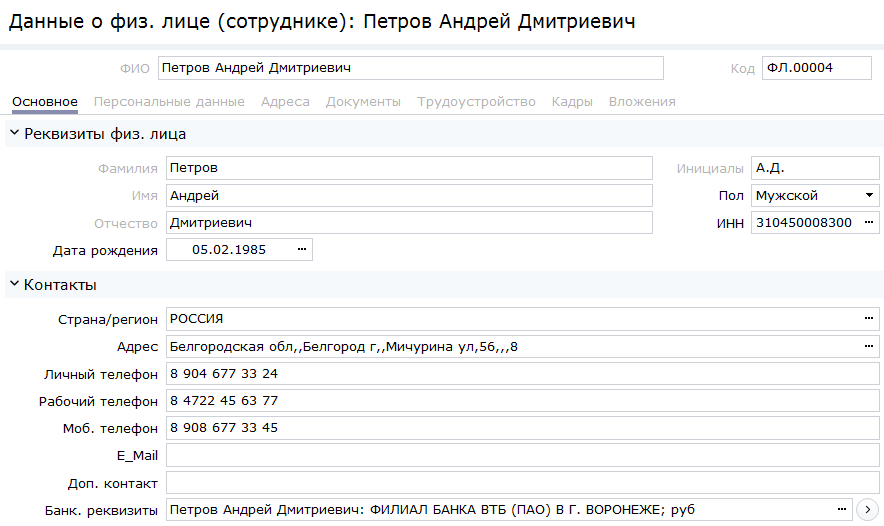 Данные о физ. лице (сотруднике): Петров Андрей Дмитриевич
ФИО Петров Андрей Дмитриевич Код ФЛ.00004
Основное Персональные данные Адреса Документы Трудоустройство Кадры Вложения
Реквизиты физ. лица
Фамилия Петров Инициалы А.Д.
Имя Андрей Пол Мужской
Отчество Дмитриевич ИНН 310450008300 ...
Дата рождения 05.02.1985 ...
Контакты
Страна/регион РОССИЯ ...
Адрес Белгородская обл,,Белгород г,,Мичурина ул,56,,,8 ...
Личный телефон 8 904 677 33 24
Рабочий телефон 8 4722 45 63 77
Моб. телефон 8 908 677 33 45
E_Mail
Доп. контакт
Банк. реквизиты Петров Андрей Дмитриевич: ФИЛИАЛ БАНКА ВТБ (ПАО) В Г. ВОРОНЕЖЕ; руб ...